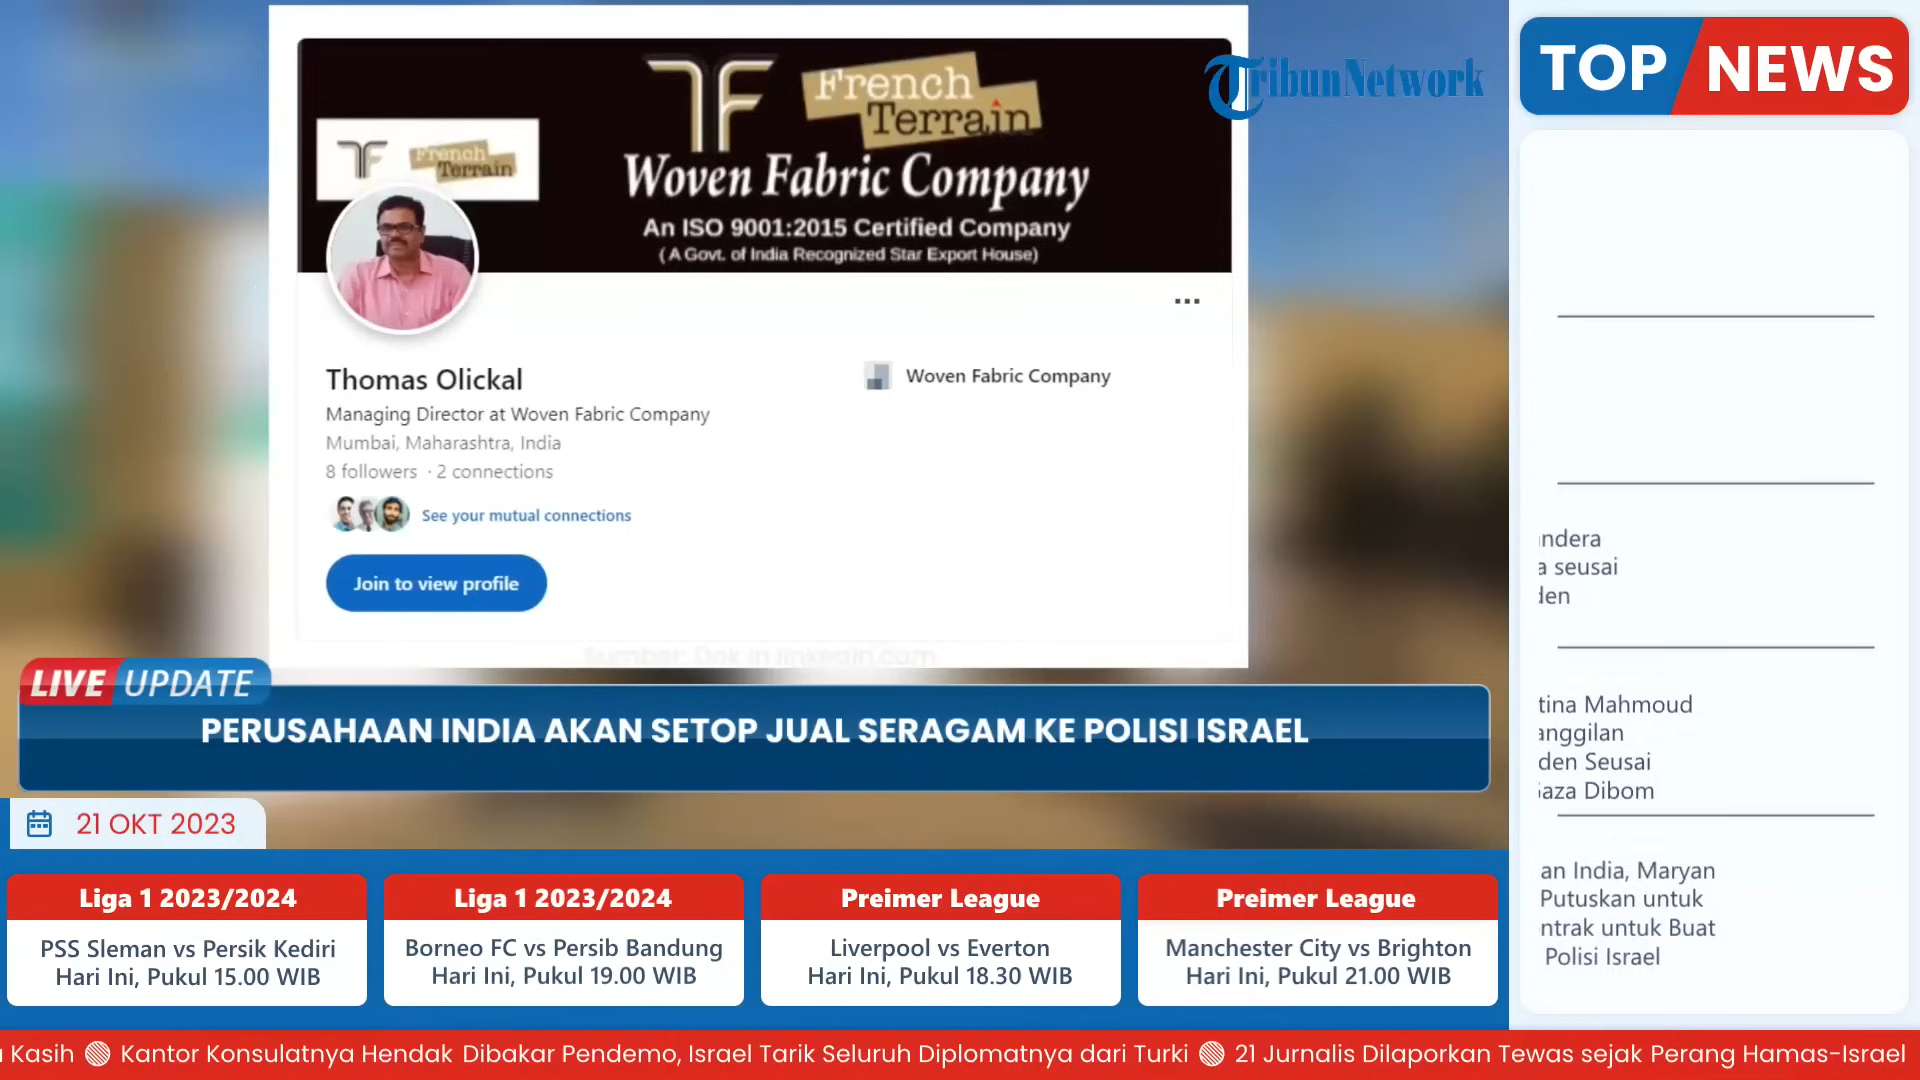 TF
French
Terrain
TF French
Terrain
Woven Fabric Company
An ISO 9001:2015 Certified Company
( A Govt. of India Recognized Star Export House)
TribunNetwork
TOP NEWS
...
Thomas Olickal
Managing Director at Woven Fabric Company
Mumbai, Maharashtra, India
8 followers · 2 connections
See your mutual connections
Join to view profile
Woven Fabric Company
Sumber: Dok in.linkedin.com
LIVE UPDATE
PERUSAHAAN INDIA AKAN SETOP JUAL SERAGAM KE POLISI ISRAEL
21 OKT 2023
ndera
a seusai
den
tina Mahmoud
anggilan
den Seusai
Gaza Dibom
an India, Maryan
Putuskan untuk
ntrak untuk Buat
Polisi Israel
Liga 1 2023/2024
PSS Sleman vs Persik Kediri
Hari Ini, Pukul 15.00 WIB
Liga 1 2023/2024
Borneo FC vs Persib Bandung
Hari Ini, Pukul 19.00 WIB
Preimer League
Liverpool vs Everton
Hari Ini, Pukul 18.30 WIB
Preimer League
Manchester City vs Brighton
Hari Ini, Pukul 21.00 WIB
Kasih Kantor Konsulatnya Hendak Dibakar Pendemo, Israel Tarik Seluruh Diplomatnya dari Turki 21 Jurnalis Dilaporkan Tewas sejak Perang Hamas-Israel